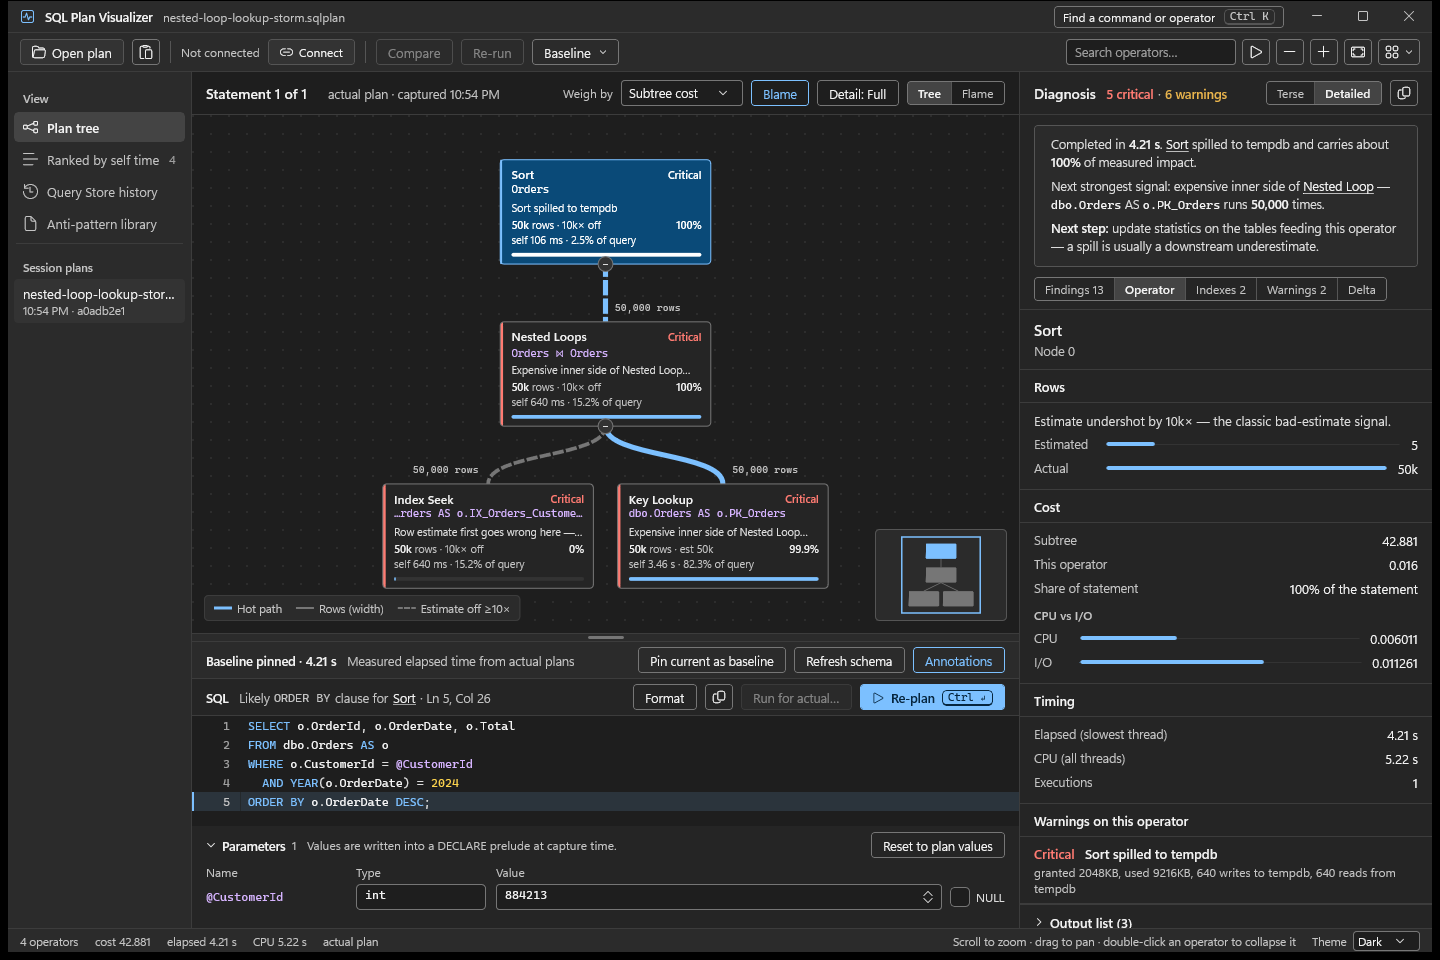 SQL Plan Visualizer nested-loop-lookup-storm.sqlplan
Find a command or operator Ctrl K
Open plan
Not connected
Connect
Compare
Re-run
Baseline
Search operators...
View
Plan tree
Ranked by self time 4
Query Store history
Anti-pattern library
Session plans
nested-loop-lookup-stor...
10:54 PM · a0adb2e1
Statement 1 of 1 actual plan · captured 10:54 PM
Weigh by Subtree cost
Blame
Detail: Full
Tree Flame
Sort Critical
Orders
Sort spilled to tempdb
50k rows · 10k× off 100%
self 106 ms · 2.5% of query
50,000 rows
Nested Loops Critical
Orders ⋈ Orders
Expensive inner side of Nested Loop...
50k rows · 10k× off 100%
self 640 ms · 15.2% of query
50,000 rows
50,000 rows
Index Seek Critical
…rders AS o.IX_Orders_Custome…
Row estimate first goes wrong here —...
50k rows · 10k× off 0%
self 640 ms · 15.2% of query
Key Lookup Critical
dbo.Orders AS o.PK_Orders
Expensive inner side of Nested Loop...
50k rows · est 50k 99.9%
self 3.46 s · 82.3% of query
Hot path Rows (width) Estimate off ≥10×
Baseline pinned · 4.21 s Measured elapsed time from actual plans
Pin current as baseline
Refresh schema
Annotations
SQL Likely ORDER BY clause for Sort · Ln 5, Col 26
Format
Run for actual...
Re-plan Ctrl ↵
1 SELECT o.OrderId, o.OrderDate, o.Total
2 FROM dbo.Orders AS o
3 WHERE o.CustomerId = @CustomerId
4 AND YEAR(o.OrderDate) = 2024
5 ORDER BY o.OrderDate DESC;
Parameters 1 Values are written into a DECLARE prelude at capture time.
Reset to plan values
Name Type Value
@CustomerId int 884213 NULL
Diagnosis 5 critical · 6 warnings
Terse Detailed
Completed in 4.21 s. Sort spilled to tempdb and carries about
100% of measured impact.
Next strongest signal: expensive inner side of Nested Loop —
dbo.Orders AS o.PK_Orders runs 50,000 times.
Next step: update statistics on the tables feeding this operator
— a spill is usually a downstream underestimate.
Findings 13 Operator Indexes 2 Warnings 2 Delta
Sort
Node 0
Rows
Estimate undershot by 10k× — the classic bad-estimate signal.
Estimated 5
Actual 50k
Cost
Subtree 42.881
This operator 0.016
Share of statement 100% of the statement
CPU vs I/O
CPU 0.006011
I/O 0.011261
Timing
Elapsed (slowest thread) 4.21 s
CPU (all threads) 5.22 s
Executions 1
Warnings on this operator
Critical Sort spilled to tempdb
granted 2048KB, used 9216KB, 640 writes to tempdb, 640 reads from
tempdb
Output list (3)
4 operators cost 42.881 elapsed 4.21 s CPU 5.22 s actual plan
Scroll to zoom · drag to pan · double-click an operator to collapse it
Theme Dark